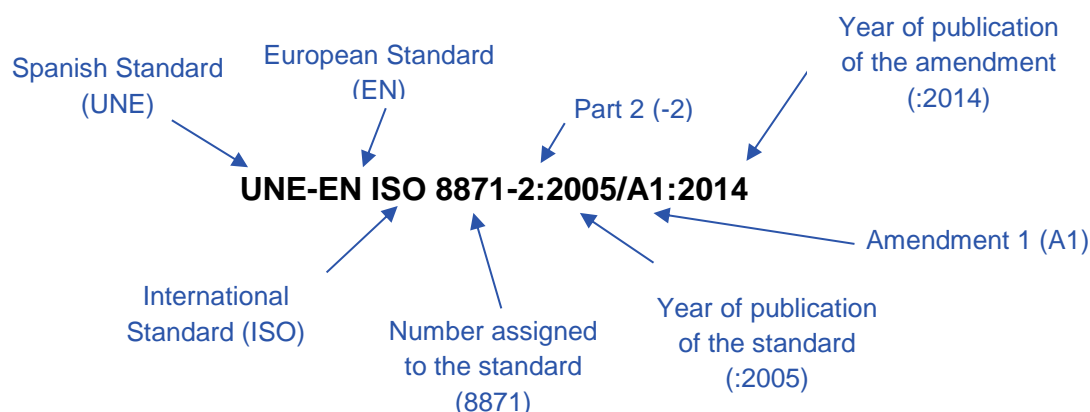 Year of publication
of the amendment
(:2014)
European Standard
(EN)
Spanish Standard
(UNE)
Part 2 (-2)
UNE-EN ISO 8871-2:2005/A1:2014
Amendment 1 (A1)
International
Standard (ISO)
Number assigned
to the standard
(8871)
Year of publication
of the standard
(:2005)